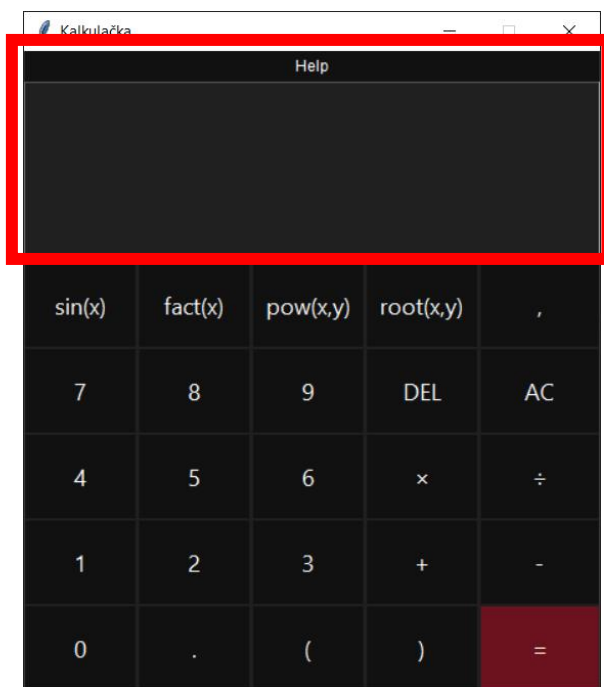 Kalkulačka
Help
sin(x) fact(x) pow(x,y) root(x,y) ,
7 8 9 DEL AC
4 5 6 × ÷
1 2 3 + -
0 . ( ) =